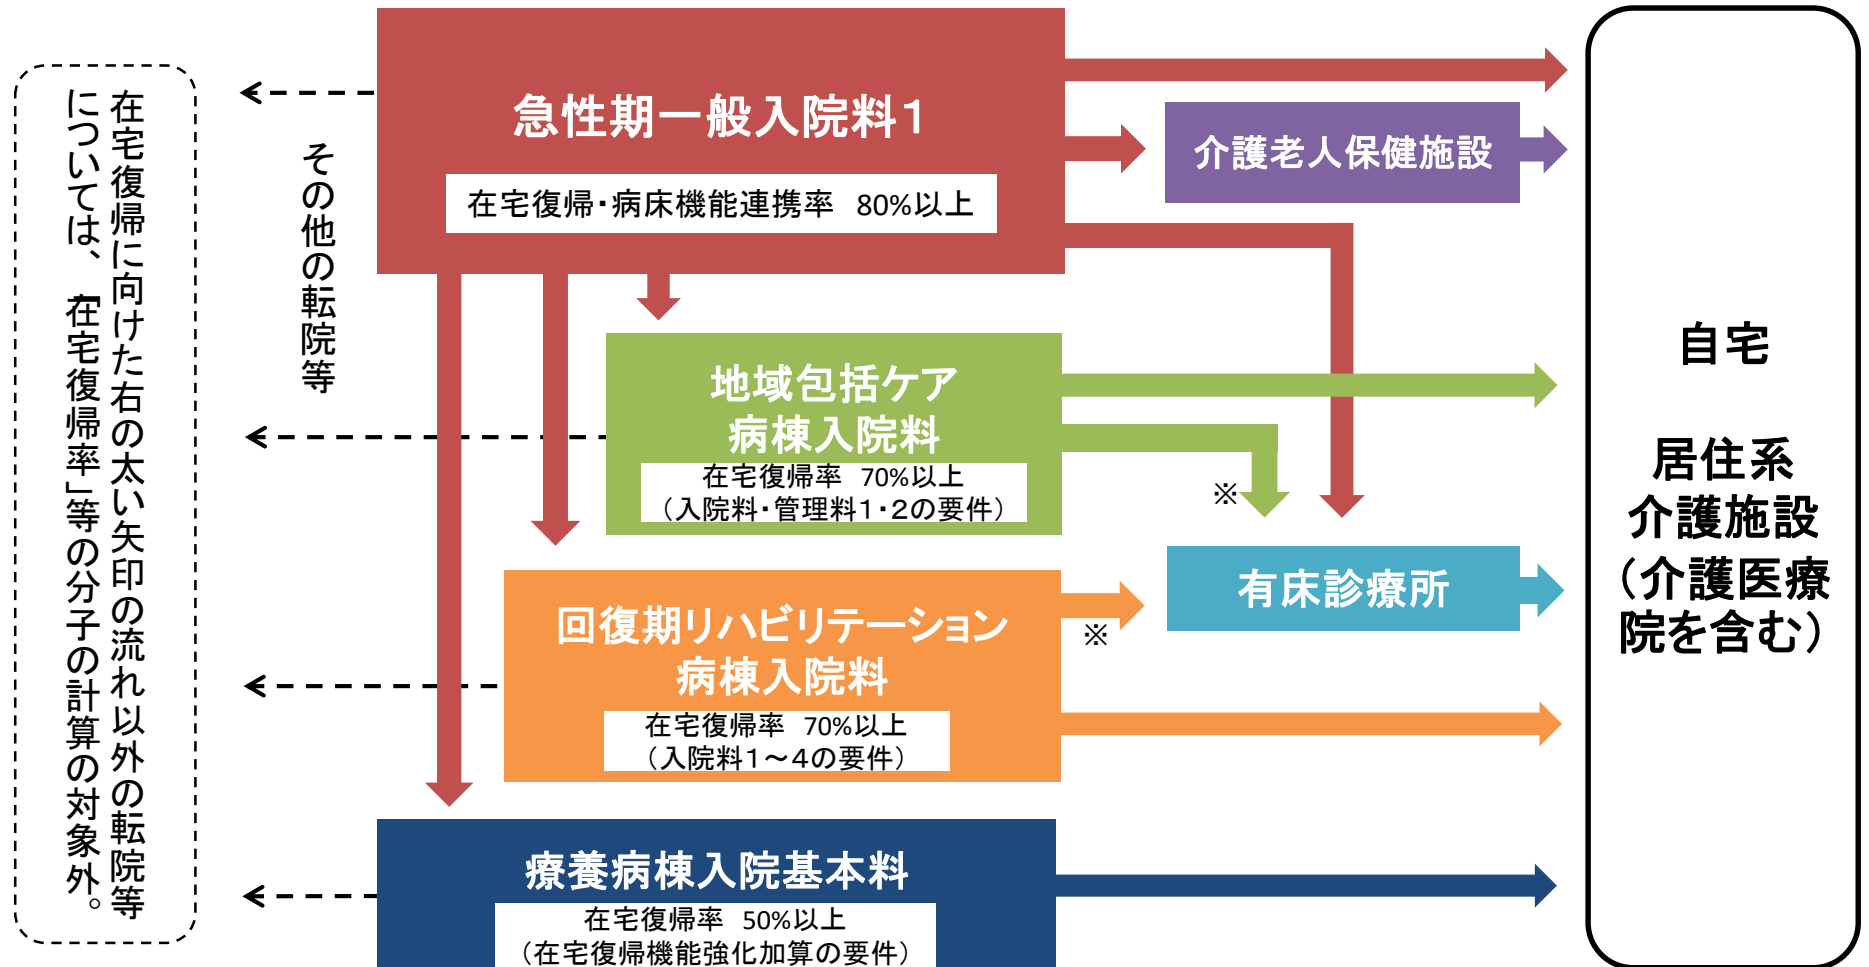 在宅復帰に向けた右の太い矢印の流れ以外の転院等
については、「在宅復帰率」等の分子の計算の対象外。
その他の転院等
急性期一般入院料1
在宅復帰・病床機能連携率 80%以上
介護老人保健施設
地域包括ケア
病棟入院料
在宅復帰率 70%以上
（入院料・管理料１・２の要件）
※
有床診療所
回復期リハビリテーション
病棟入院料
在宅復帰率 70%以上
（入院料１～４の要件）
※
療養病棟入院基本料
在宅復帰率 50%以上
（在宅復帰機能強化加算の要件）
自宅
居住系
介護施設
（介護医療
院を含む）